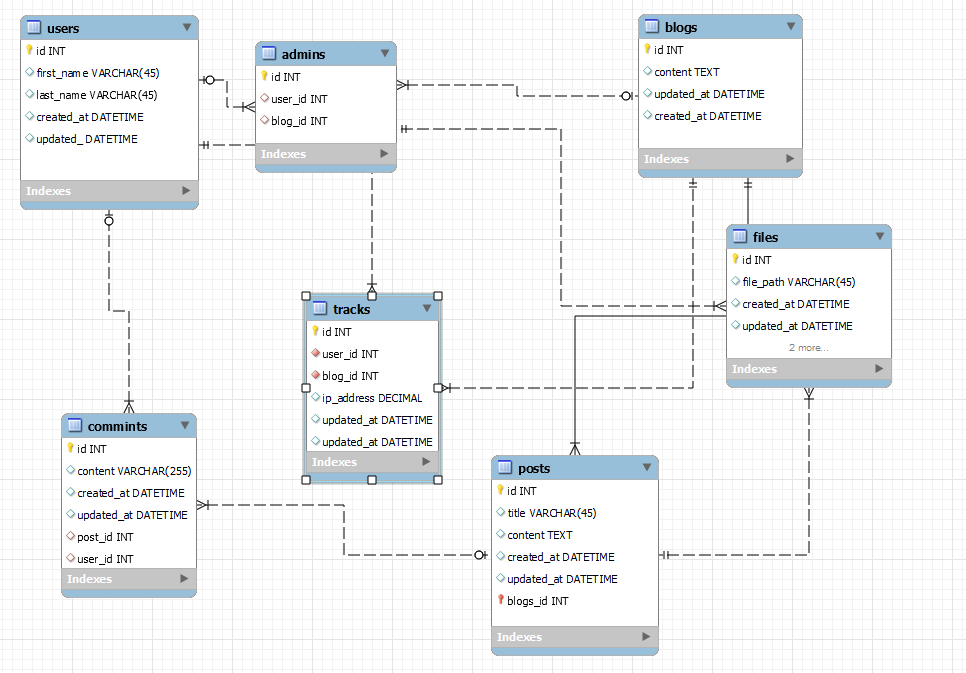 users
id INT
first_name VARCHAR(45)
last_name VARCHAR(45)
created_at DATETIME
updated_ DATETIME
Indexes
admins
id INT
user_id INT
blog_id INT
Indexes
blogs
id INT
content TEXT
updated_at DATETIME
created_at DATETIME
Indexes
files
id INT
file_path VARCHAR(45)
created_at DATETIME
updated_at DATETIME
2 more...
Indexes
tracks
id INT
user_id INT
blog_id INT
ip_address DECIMAL
updated_at DATETIME
updated_at DATETIME
Indexes
commints
id INT
content VARCHAR(255)
created_at DATETIME
updated_at DATETIME
post_id INT
user_id INT
Indexes
posts
id INT
title VARCHAR(45)
content TEXT
created_at DATETIME
updated_at DATETIME
blogs_id INT
Indexes